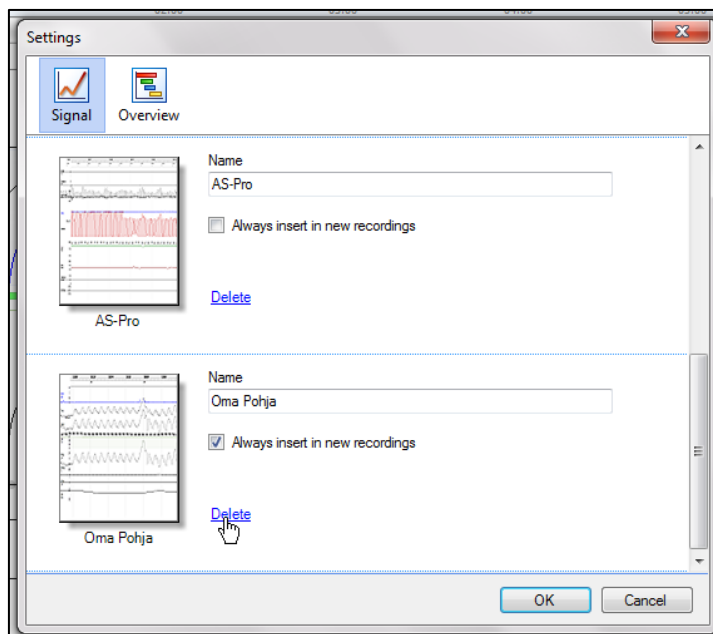 Settings
Signal
Overview
Name
AS-Pro
Always insert in new recordings
Delete
AS-Pro
Name
Oma Pohja
Always insert in new recordings
Delete
Oma Pohja
OK
Cancel